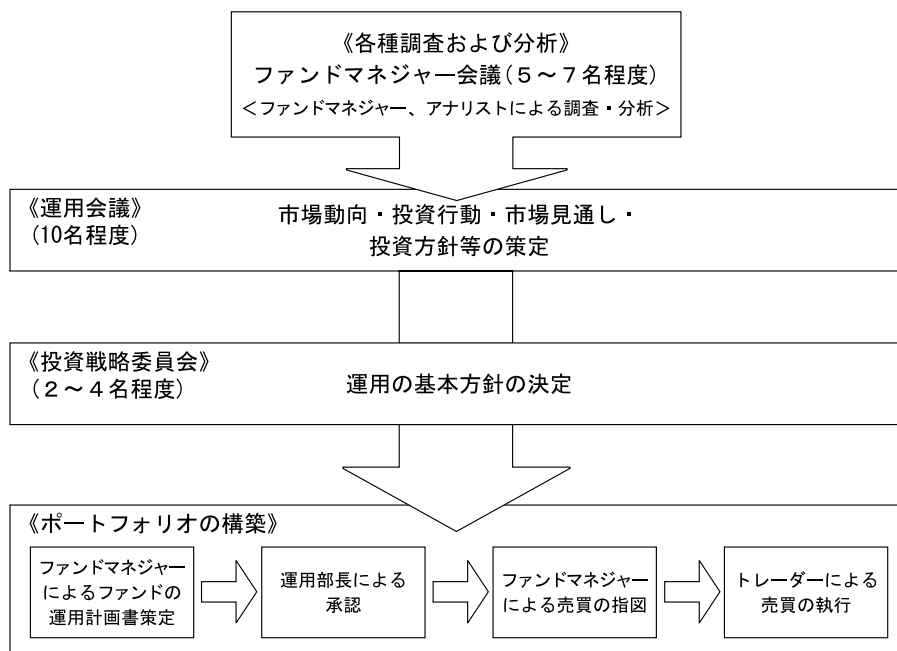 《各種調査および分析》
ファンドマネジャー会議(5～7名程度)
<ファンドマネジャー、アナリストによる調査・分析>
《運用会議》
(10名程度)
市場動向・投資行動・市場見通し・
投資方針等の策定
《投資戦略委員会》
(2～4名程度)
運用の基本方針の決定
《ポートフォリオの構築》
ファンドマネジャー
によるファンドの
運用計画書策定
運用部長による
承認
ファンドマネジャー
による売買の指図
トレーダーによる
売買の執行